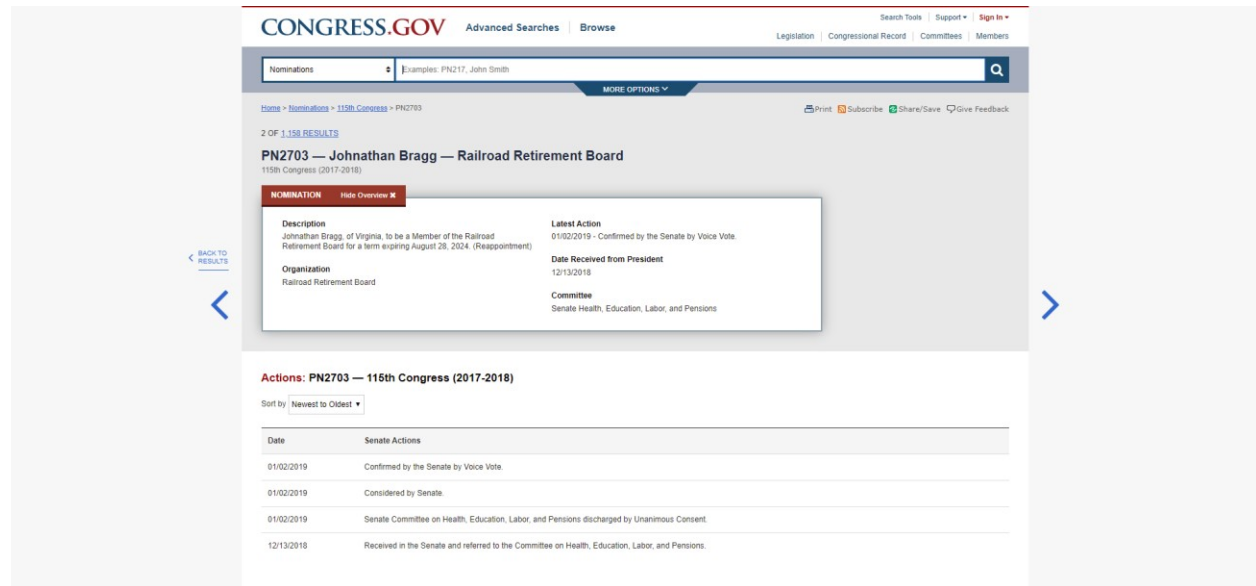 CONGRESS.GOV Advanced Searches Browse
Search Tools Support Sign In
Legislation Congressional Record Committees Members
Nominations Examples: PN217, John Smith
MORE OPTIONS
Home > Nominations > 115th Congress > PN2703
Print Subscribe Share/Save Give Feedback
2 OF 1,158 RESULTS
PN2703 — Johnathan Bragg — Railroad Retirement Board
115th Congress (2017-2018)
NOMINATION Hide Overview ✖
Description
Johnathan Bragg, of Virginia, to be a Member of the Railroad
Retirement Board for a term expiring August 28, 2024. (Reappointment)
Organization
Railroad Retirement Board
Latest Action
01/02/2019 - Confirmed by the Senate by Voice Vote.
Date Received from President
12/13/2018
Committee
Senate Health, Education, Labor, and Pensions
BACK TO
RESULTS
Actions: PN2703 — 115th Congress (2017-2018)
Sort by Newest to Oldest
Date Senate Actions
01/02/2019 Confirmed by the Senate by Voice Vote.
01/02/2019 Considered by Senate.
01/02/2019 Senate Committee on Health, Education, Labor, and Pensions discharged by Unanimous Consent.
12/13/2018 Received in the Senate and referred to the Committee on Health, Education, Labor, and Pensions.